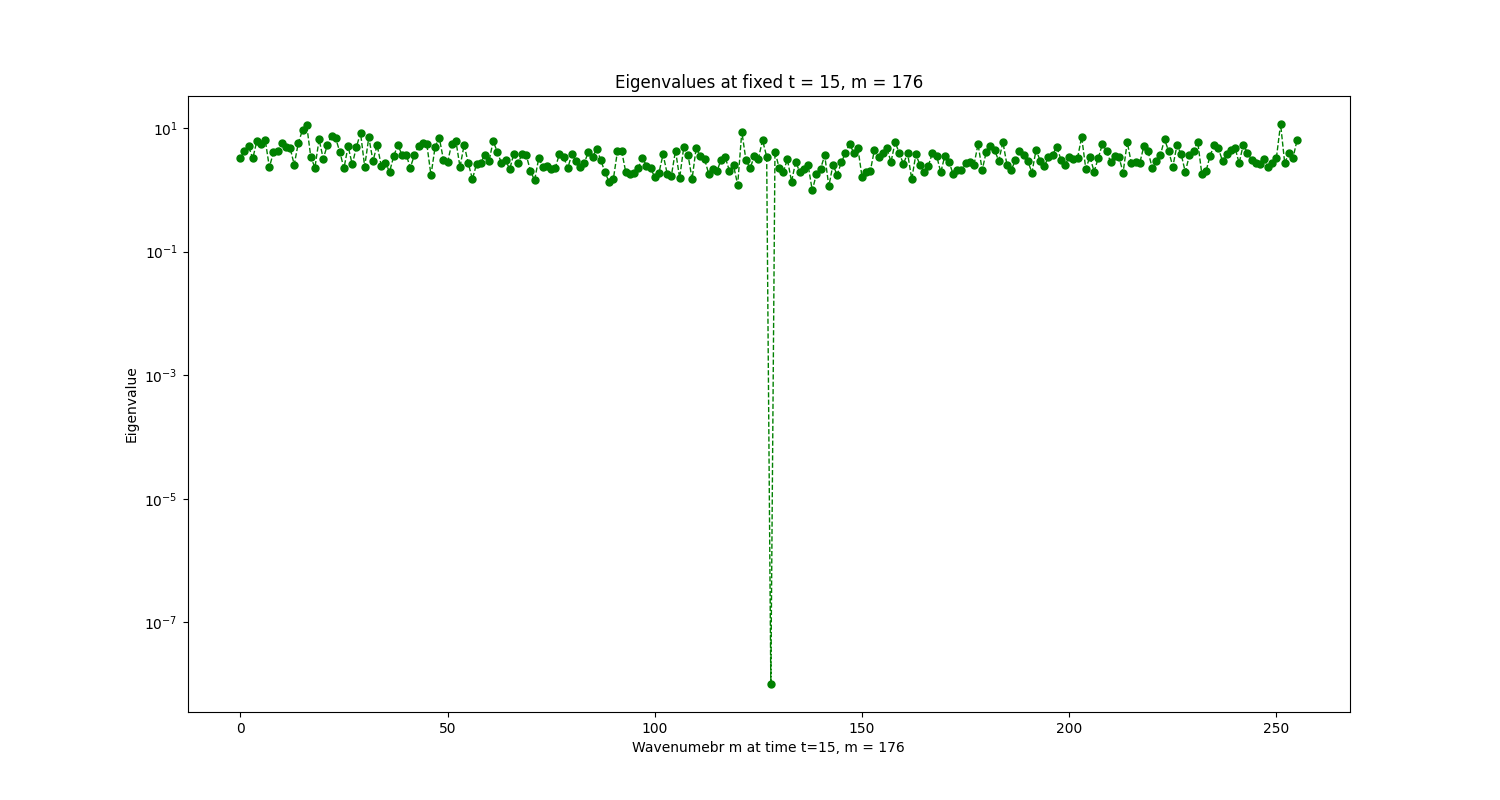 Eigenvalues at fixed t = 15, m = 176
Eigenvalue
10^1
10^-1
10^-3
10^-5
10^-7
0 50 100 150 200 250
Wavenumebr m at time t=15, m = 176